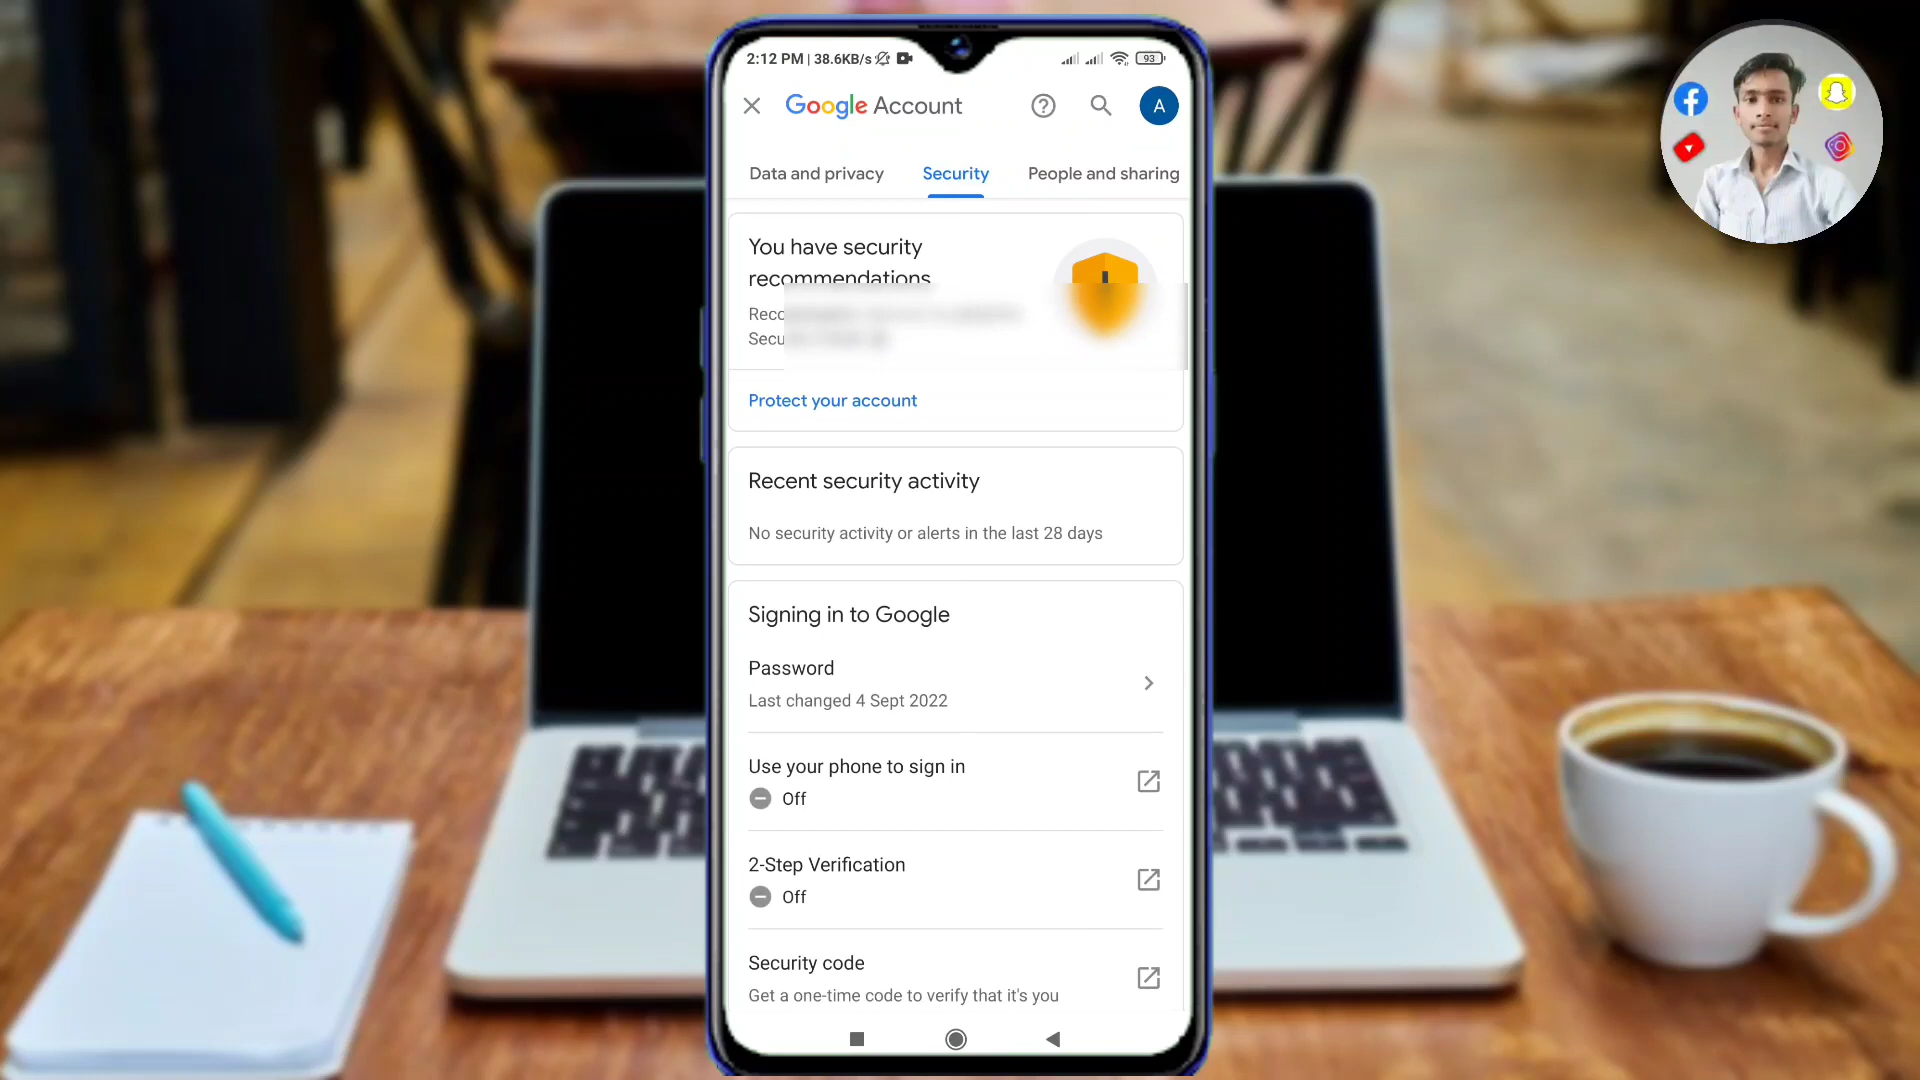 2:12 PM | 38.6KB/s
93
Google Account
A
Data and privacy
Security
People and sharing
You have security
recommendations
Protect your account
Recent security activity
No security activity or alerts in the last 28 days
Signing in to Google
Password
Last changed 4 Sept 2022
Use your phone to sign in
Off
2-Step Verification
Off
Security code
Get a one-time code to verify that it's you